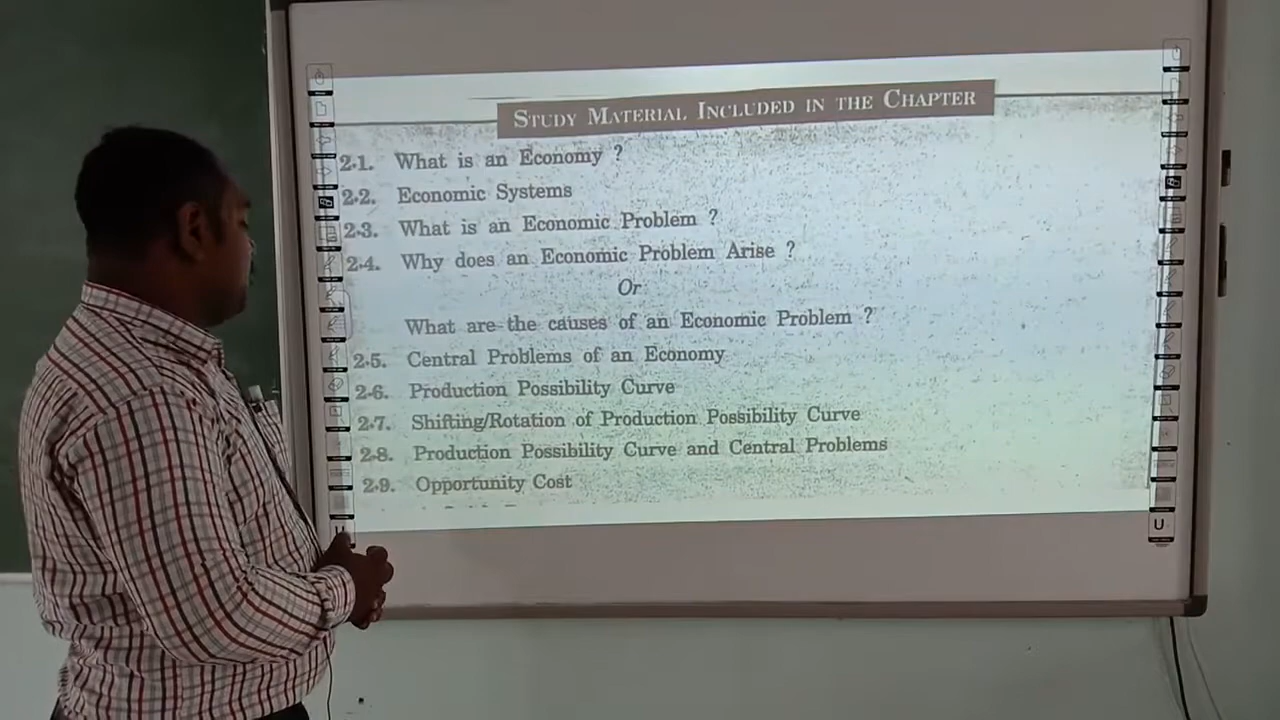 STUDY MATERIAL INCLUDED IN THE CHAPTER
2.1. What is an Economy ?
2.2. Economic Systems
2.3. What is an Economic Problem ?
2.4. Why does an Economic Problem Arise ?
Or
What are the causes of an Economic Problem ?
2.5. Central Problems of an Economy
2.6. Production Possibility Curve
2.7. Shifting/Rotation of Production Possibility Curve
2.8. Production Possibility Curve and Central Problems
2.9. Opportunity Cost
U